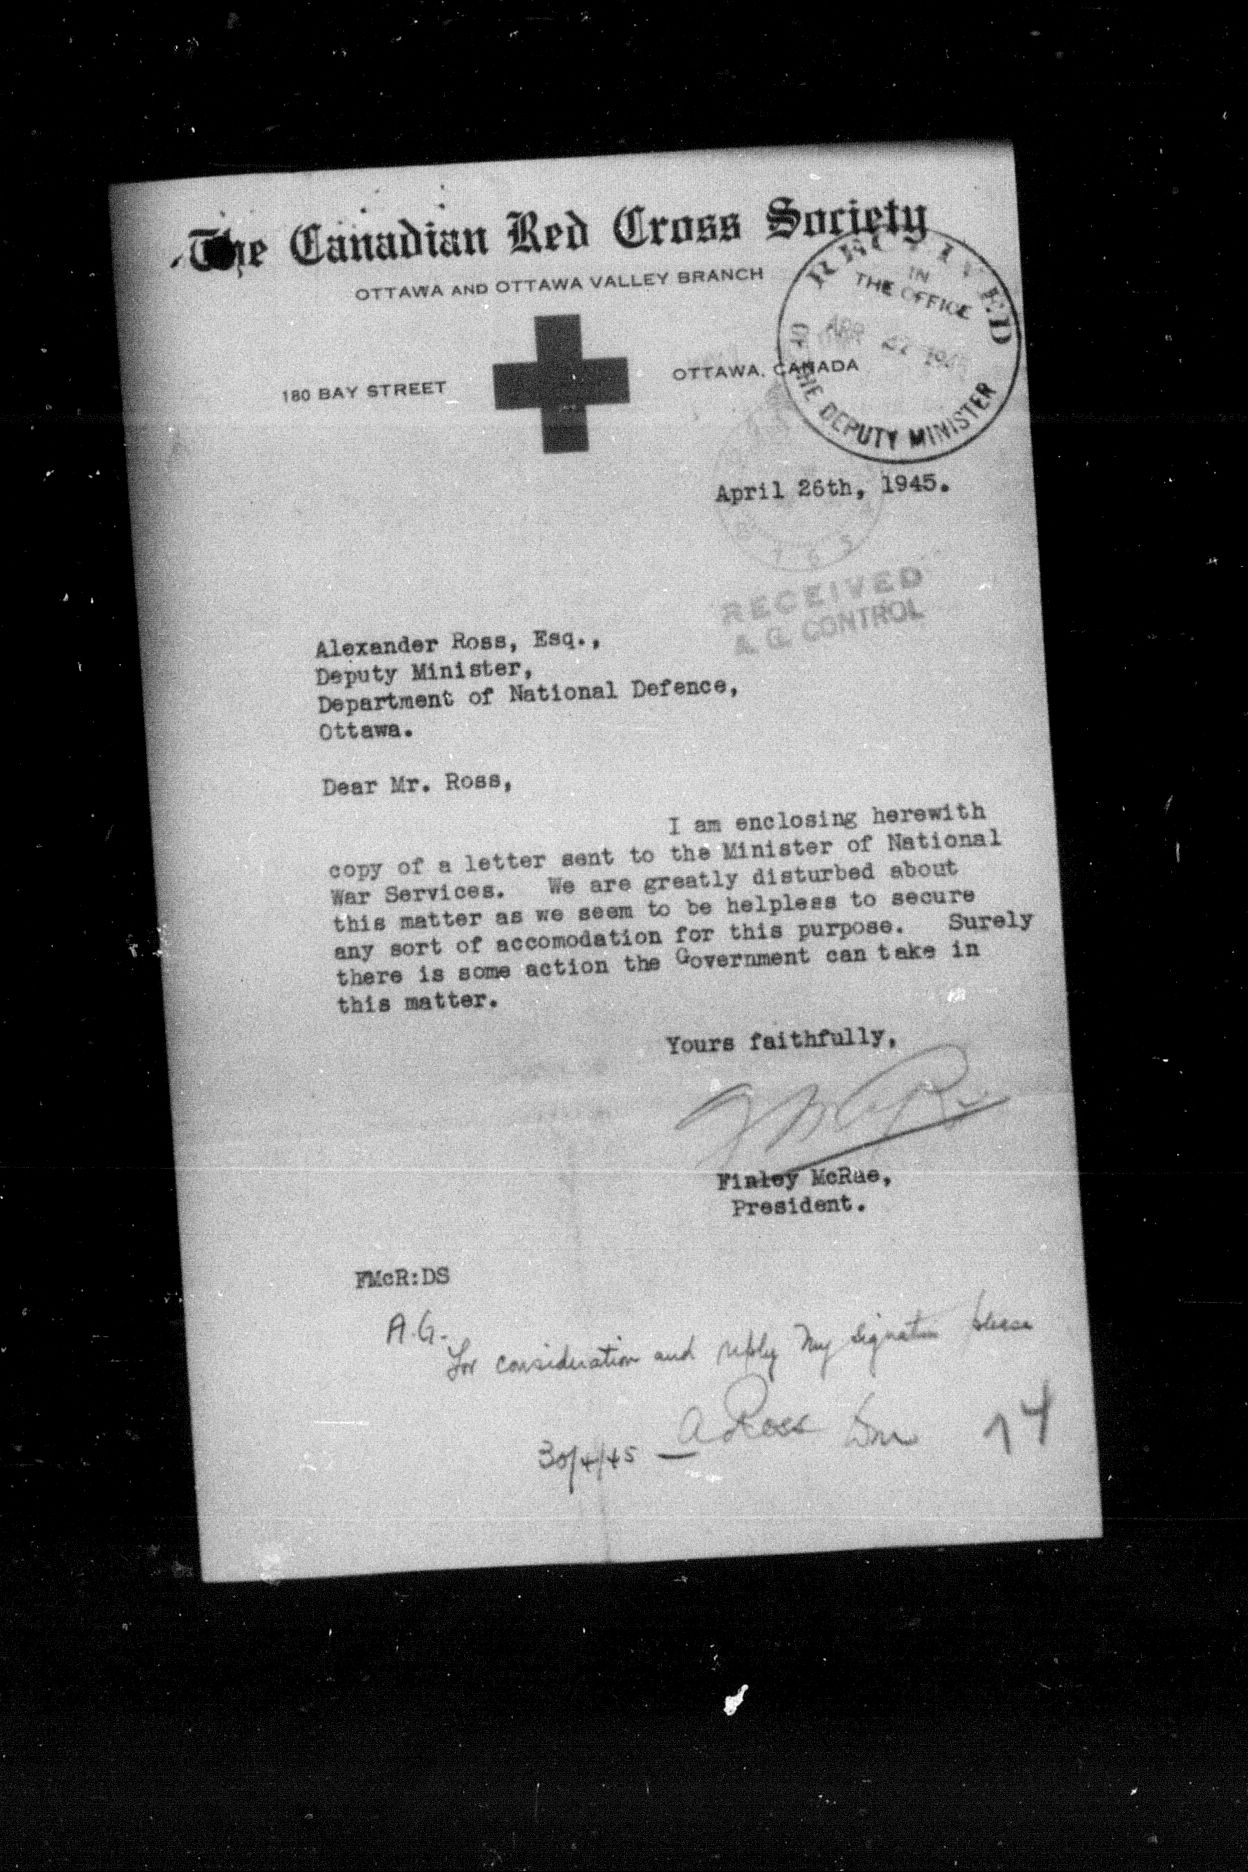 The Canadian Red Cross Society
OTTAWA AND OTTAWA VALLEY BRANCH
180 BAY STREET
OTTAWA, CANADA
RECEIVED
IN
THE OFFICE
APR 27 1945
OF THE DEPUTY MINISTER
April 26th, 1945.
RECEIVED
A. G. CONTROL
Alexander Ross, Esq.,
Deputy Minister,
Department of National Defence,
Ottawa.
Dear Mr. Ross,
I am enclosing herewith
copy of a letter sent to the Minister of National
War Services. We are greatly disturbed about
this matter as we seem to be helpless to secure
any sort of accomodation for this purpose. Surely
there is some action the Government can take in
this matter.
Yours faithfully,
Finley McRae,
President.
FMcR:DS
A.G.
For consideration and reply My signature please
A Ross DM
30/4/45
74